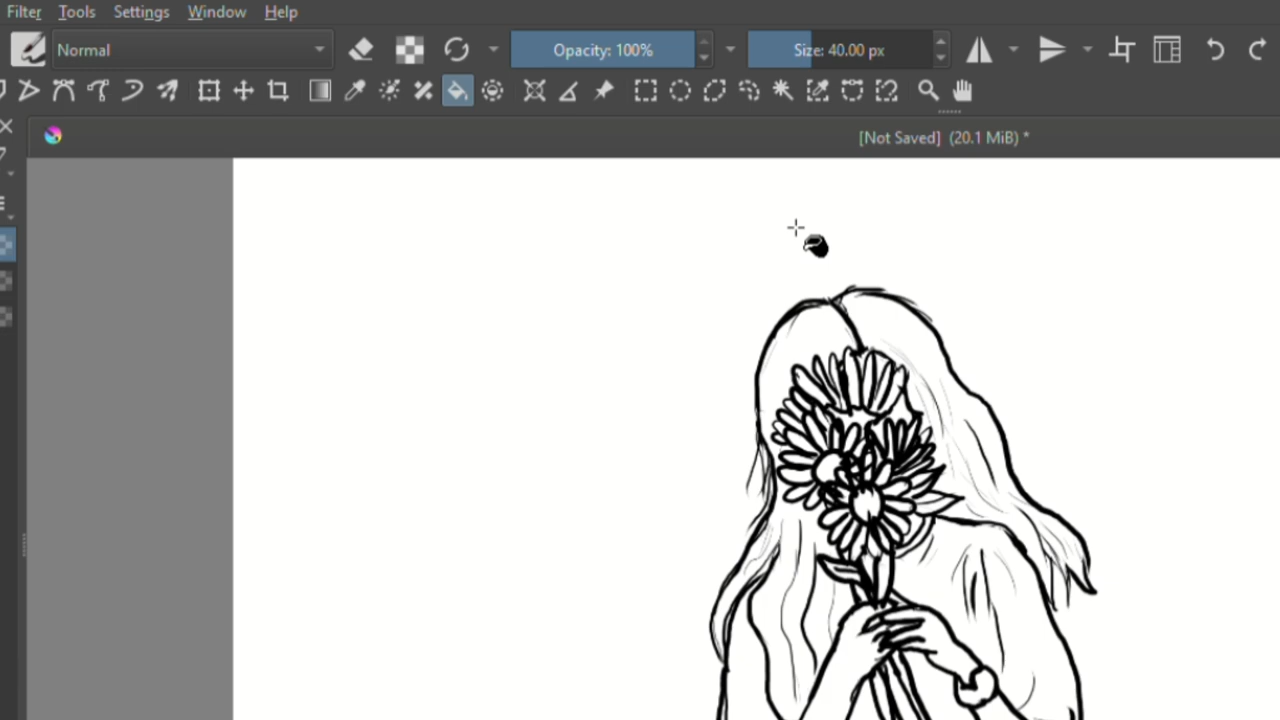 Filter Tools Settings Window Help
Normal Opacity: 100% Size: 40.00 px
[Not Saved] (20.1 MiB) *